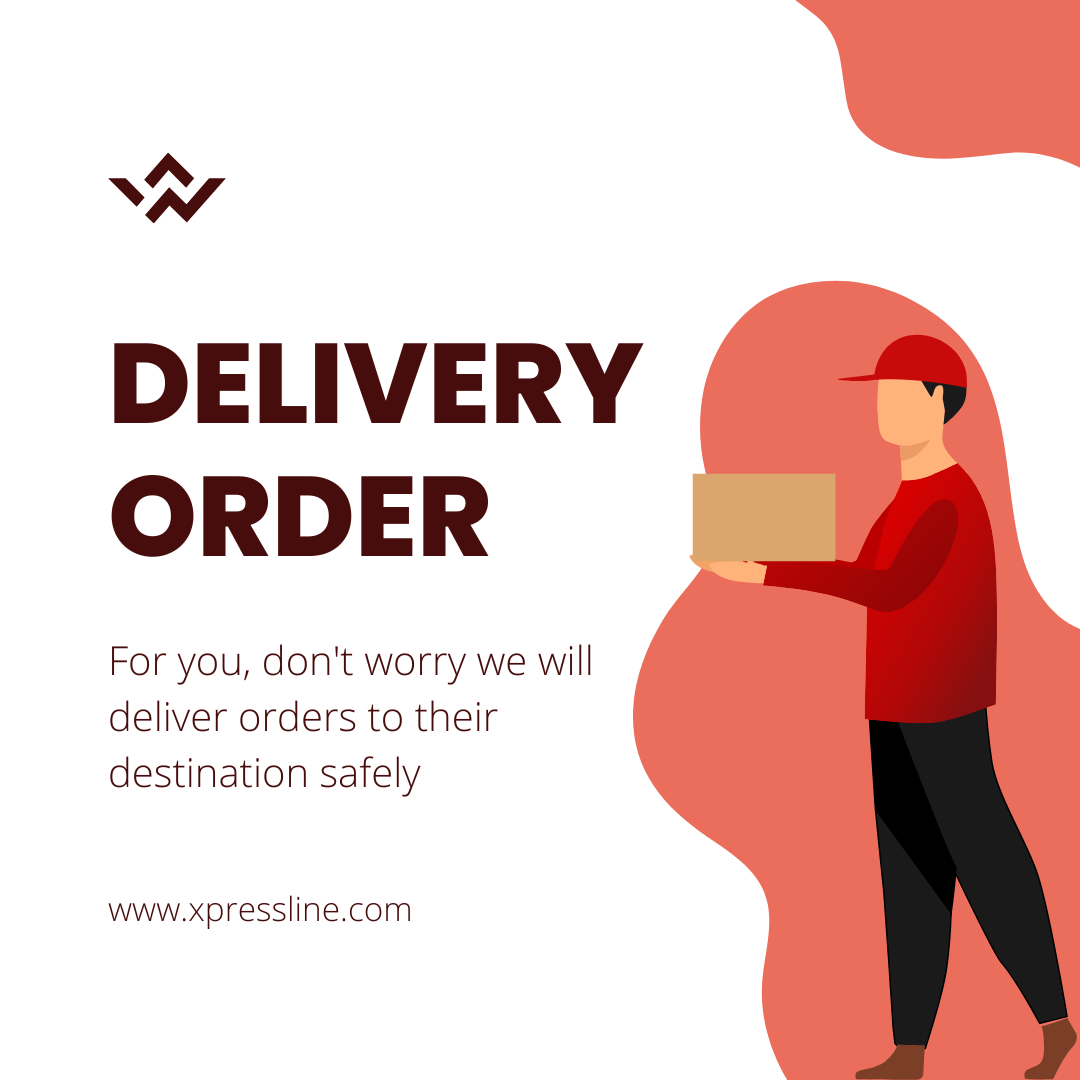 DELIVERY
ORDER
For you, don't worry we will
deliver orders to their
destination safely
www.xpressline.com